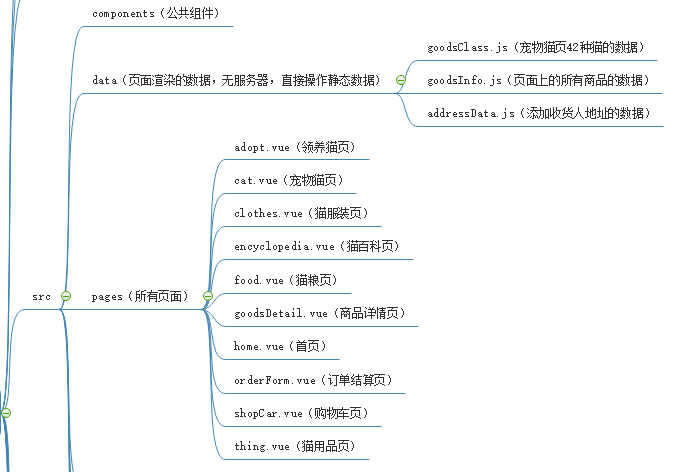 components（公共组件）
goodsClass.js（宠物猫页42种猫的数据）
data（页面渲染的数据，无服务器，直接操作静态数据）
goodsInfo.js（页面上的所有商品的数据）
addressData.js（添加收货人地址的数据）
adopt.vue（领养猫页）
cat.vue（宠物猫页）
clothes.vue（猫服装页）
encyclopedia.vue（猫百科页）
food.vue（猫粮页）
src
pages（所有页面）
goodsDetail.vue（商品详情页）
home.vue（首页）
orderForm.vue（订单结算页）
shopCar.vue（购物车页）
thing.vue（猫用品页）